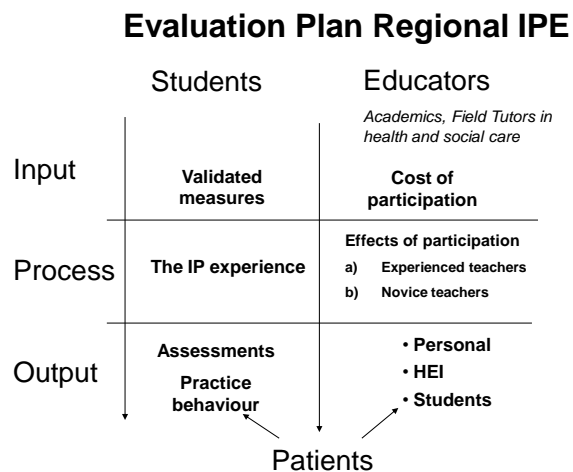 Evaluation Plan Regional IPE
Students
Educators
Academics, Field Tutors in
health and social care
Input
Validated
measures
Cost of
participation
Process
The IP experience
Effects of participation
a) Experienced teachers
b) Novice teachers
Output
Assessments
Practice
behaviour
• Personal
• HEI
• Students
Patients